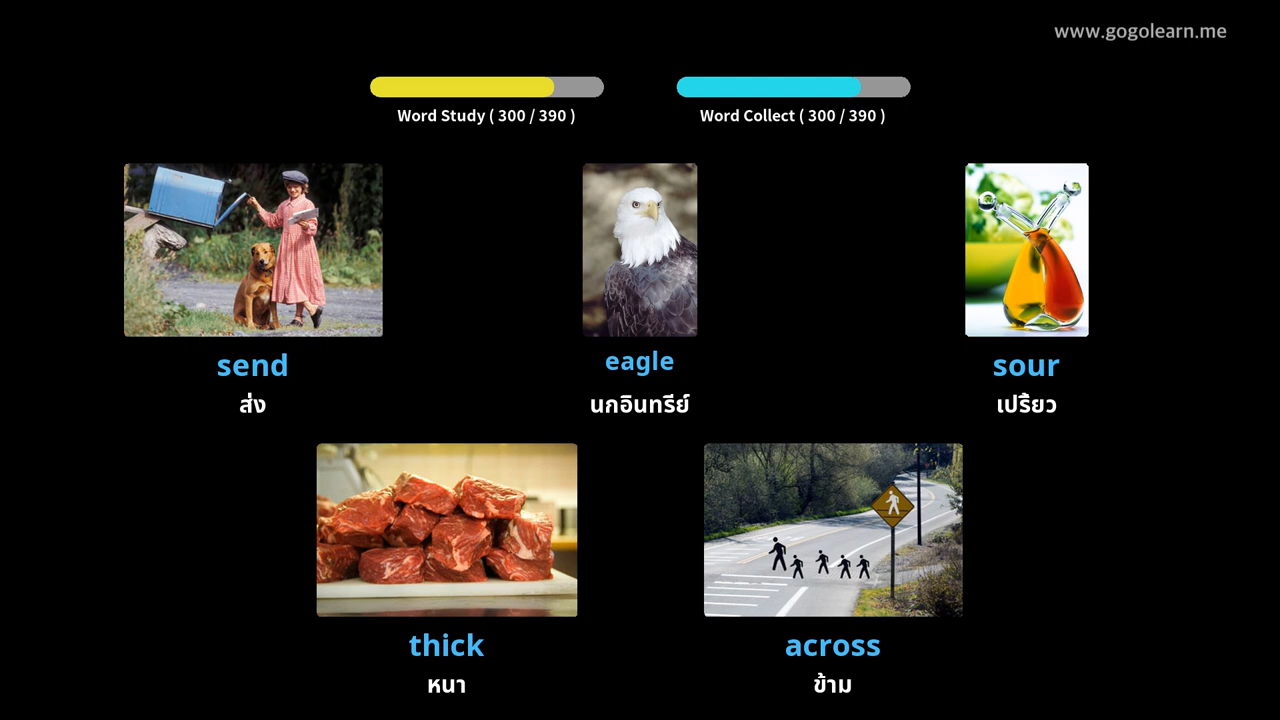 www.gogolearn.me
Word Study ( 300 / 390 )
Word Collect ( 300 / 390 )
send
ส่ง
eagle
นกอินทรีย์
sour
เปรี้ยว
thick
หนา
across
ข้าม